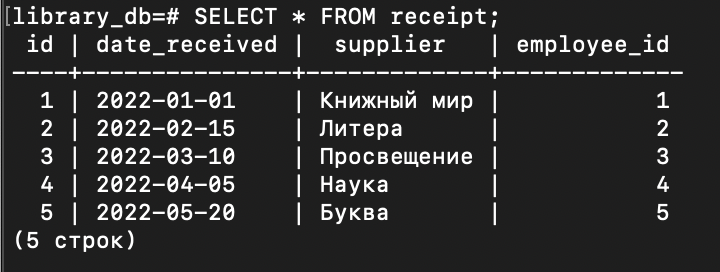 library_db=# SELECT * FROM receipt;
 id | date_received |   supplier   | employee_id
----+---------------+--------------+-------------
  1 | 2022-01-01    | Книжный мир |           1
  2 | 2022-02-15    | Литера      |           2
  3 | 2022-03-10    | Просвещение |           3
  4 | 2022-04-05    | Наука       |           4
  5 | 2022-05-20    | Буква       |           5
(5 строк)